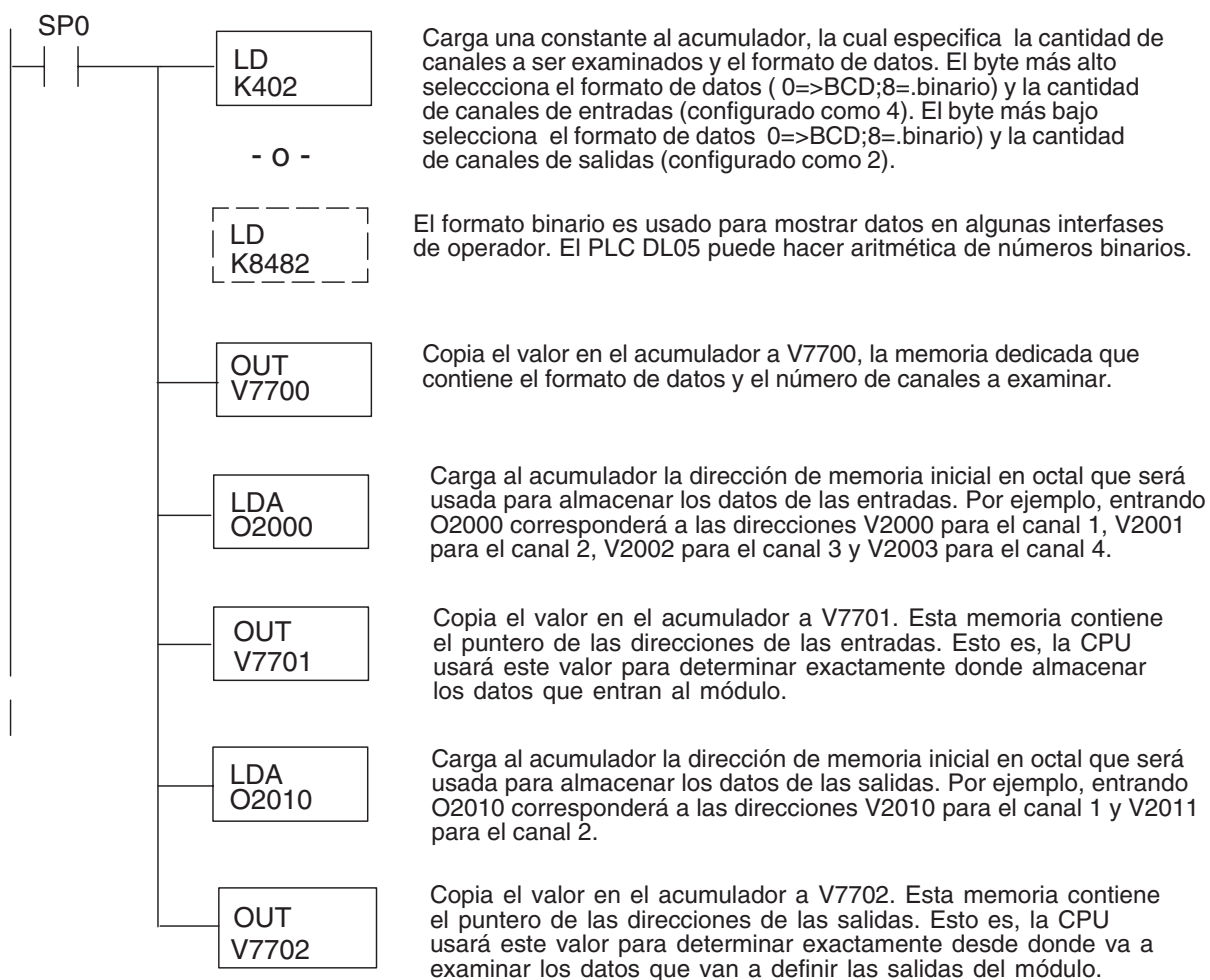 SP0
LD
K402
Carga una constante al acumulador, la cual especifica la cantidad de
canales a ser examinados y el formato de datos. El byte más alto
seleccciona el formato de datos ( 0=>BCD;8=.binario) y la cantidad
de canales de entradas (configurado como 4). El byte más bajo
selecciona el formato de datos 0=>BCD;8=.binario) y la cantidad
de canales de salidas (configurado como 2).
- o -
LD
K8482
El formato binario es usado para mostrar datos en algunas interfases
de operador. El PLC DL05 puede hacer aritmética de números binarios.
OUT
V7700
Copia el valor en el acumulador a V7700, la memoria dedicada que
contiene el formato de datos y el número de canales a examinar.
LDA
O2000
Carga al acumulador la dirección de memoria inicial en octal que será
usada para almacenar los datos de las entradas. Por ejemplo, entrando
O2000 corresponderá a las direcciones V2000 para el canal 1, V2001
para el canal 2, V2002 para el canal 3 y V2003 para el canal 4.
OUT
V7701
Copia el valor en el acumulador a V7701. Esta memoria contiene
el puntero de las direcciones de las entradas. Esto es, la CPU
usará este valor para determinar exactamente donde almacenar
los datos que entran al módulo.
LDA
O2010
Carga al acumulador la dirección de memoria inicial en octal que será
usada para almacenar los datos de las salidas. Por ejemplo, entrando
O2010 corresponderá a las direcciones V2010 para el canal 1 y V2011
para el canal 2.
OUT
V7702
Copia el valor en el acumulador a V7702. Esta memoria contiene
el puntero de las direcciones de las salidas. Esto es, la CPU
usará este valor para determinar exactamente desde donde va a
examinar los datos que van a definir las salidas del módulo.